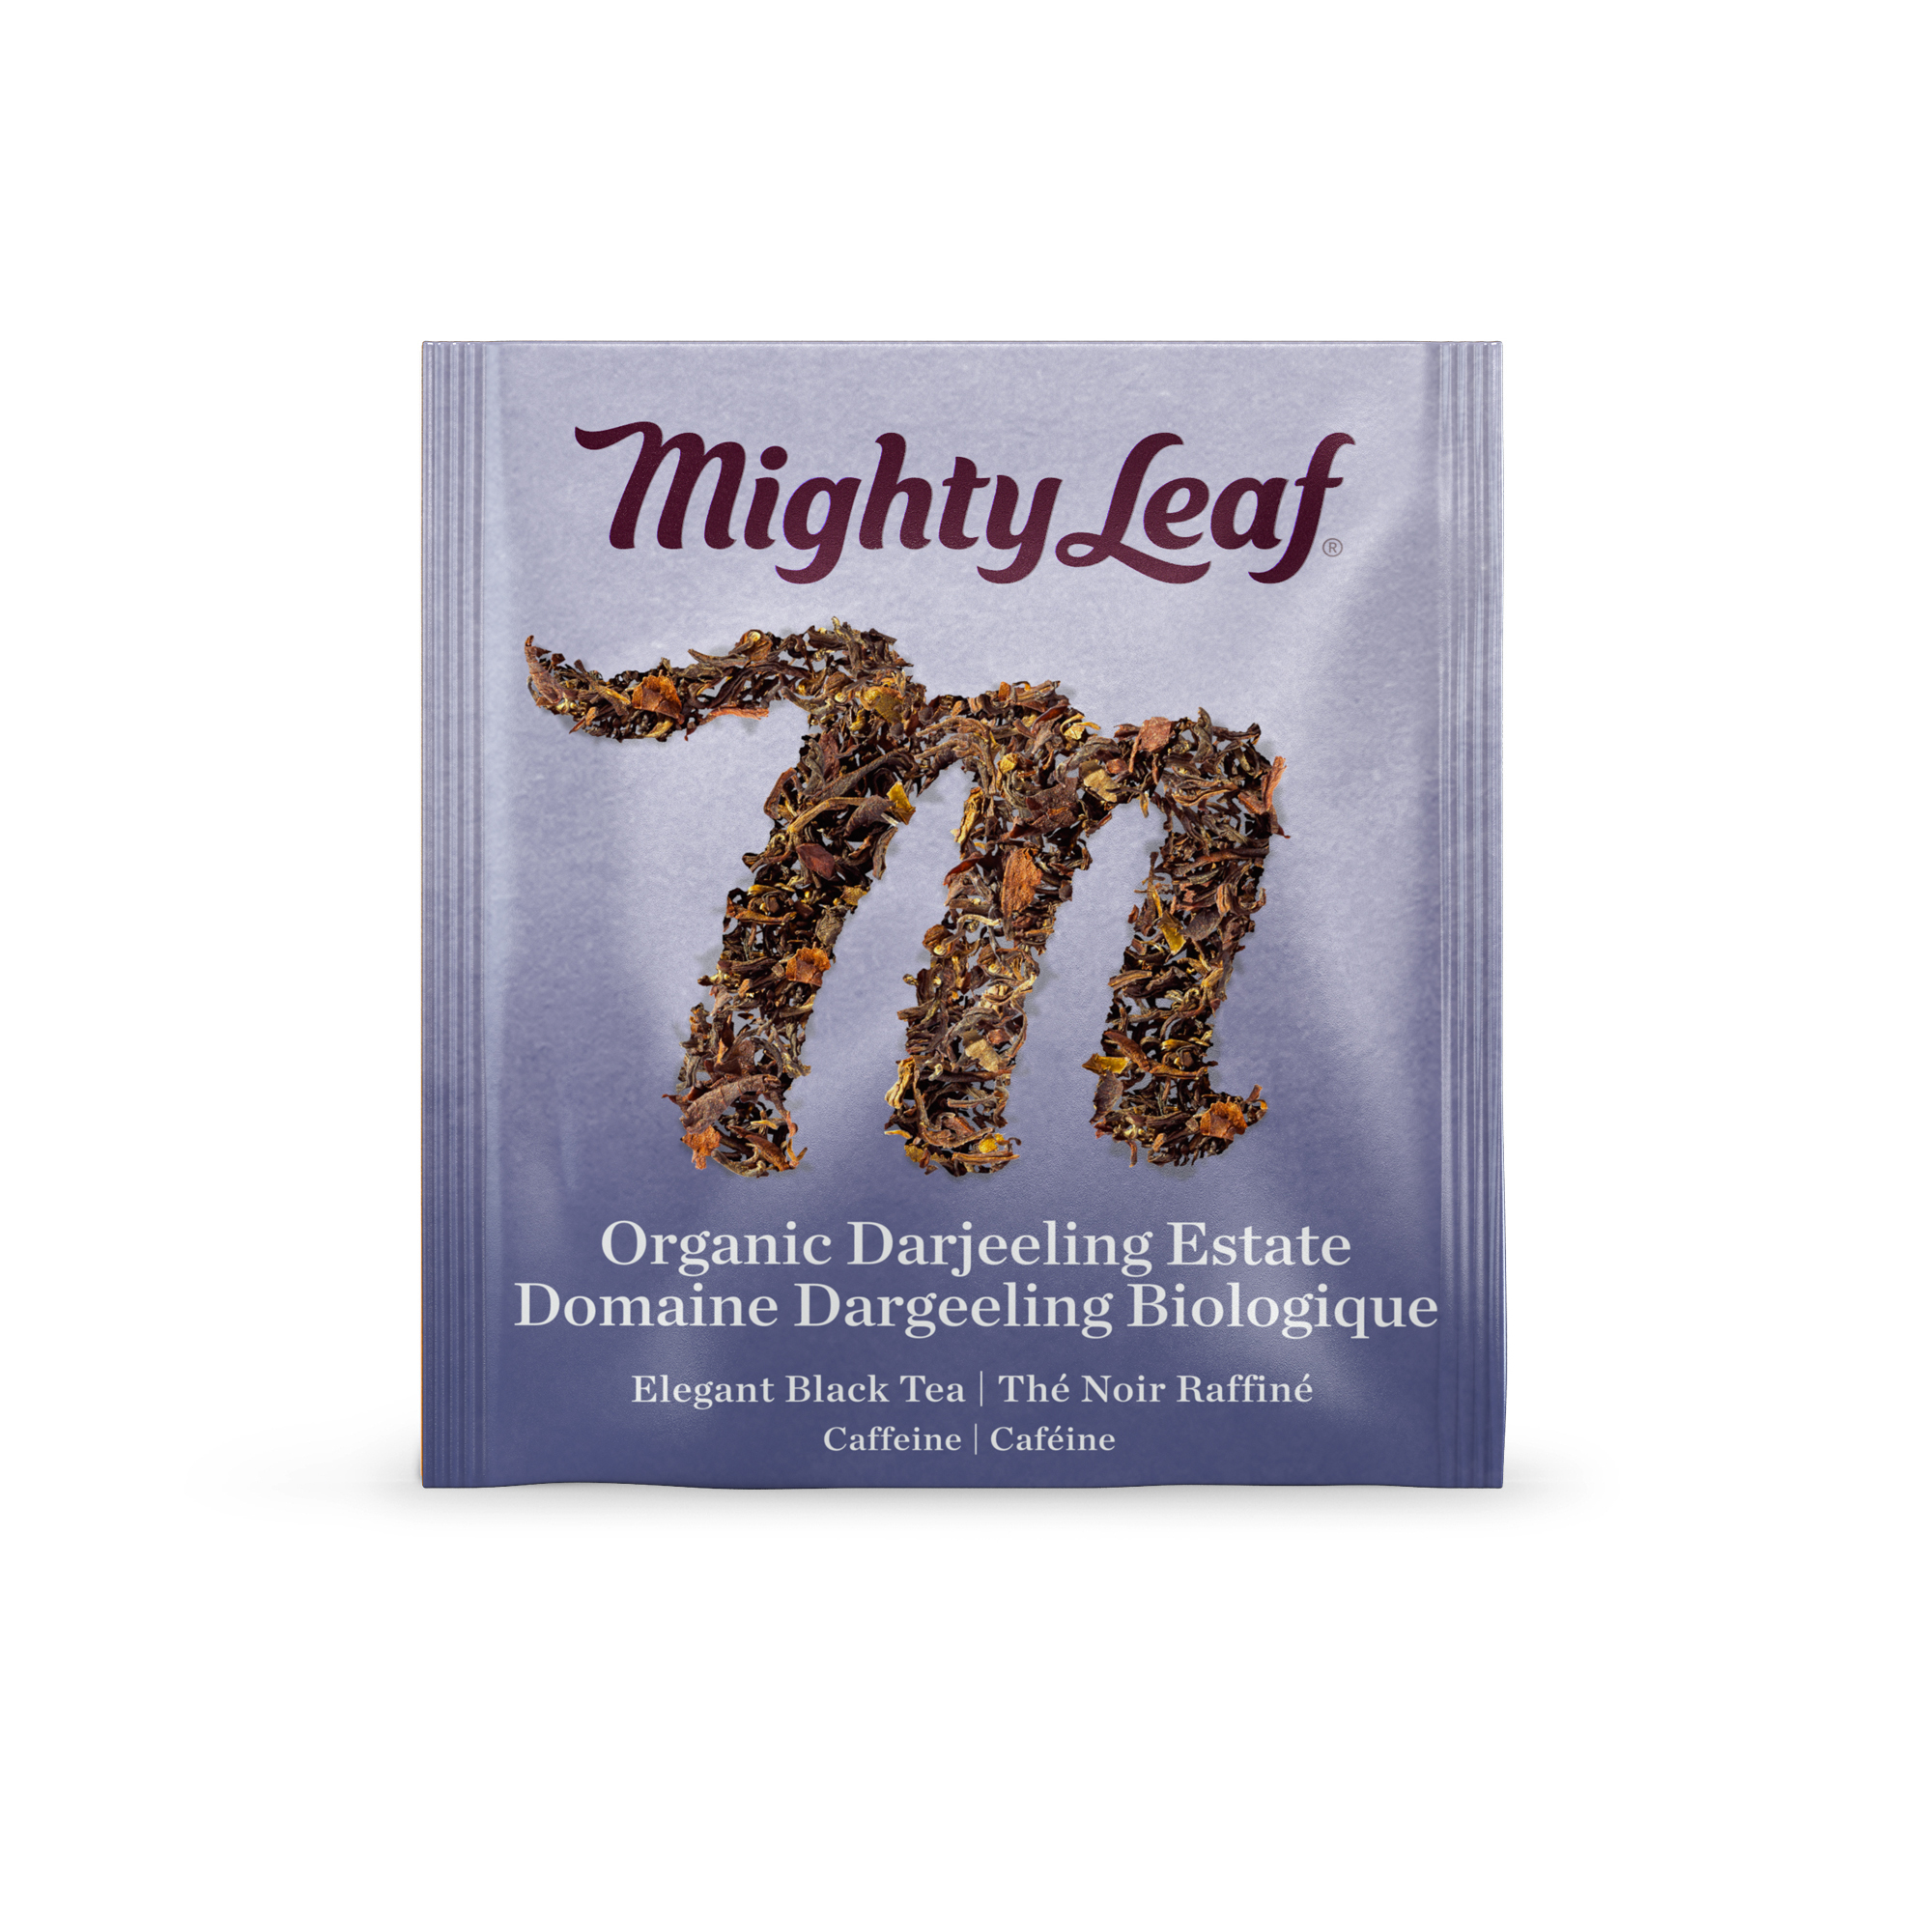 Mighty Leaf®
m
Organic Darjeeling Estate
Domaine Dargeeling Biologique
Elegant Black Tea | Thé Noir Raffiné
Caffeine | Caféine